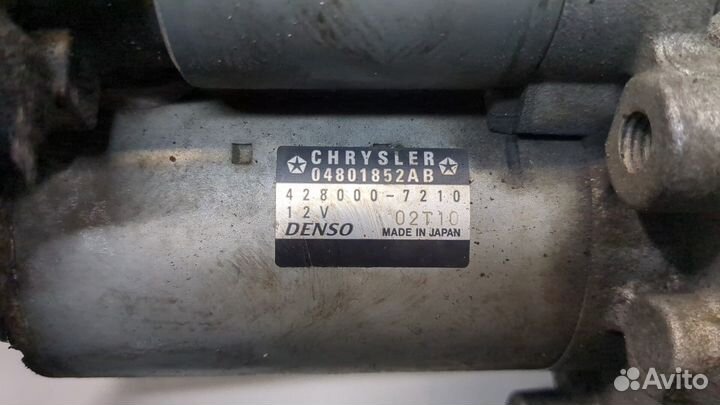 CHRYSLER
04801852AB
428000-7210
12V 02T10
DENSO MADE IN JAPAN
Avito